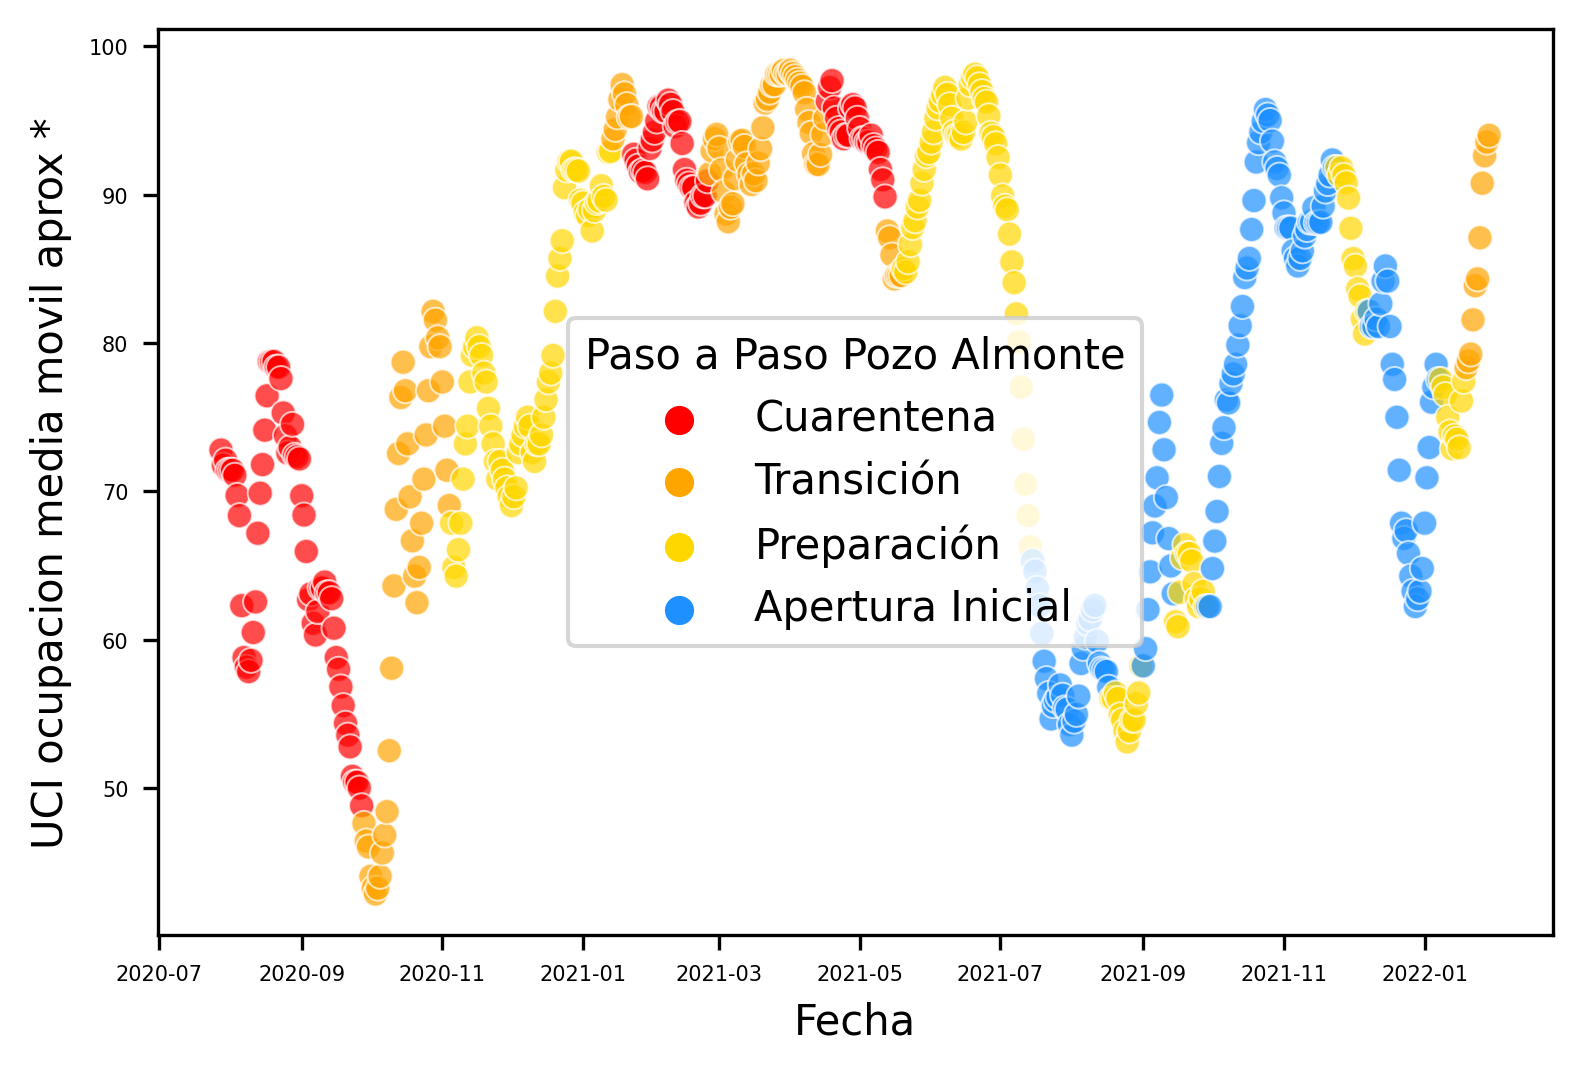 100
90
80
70
60
50
UCI ocupacion media movil aprox *
Paso a Paso Pozo Almonte
Cuarentena
Transición
Preparación
Apertura Inicial
2020-07 2020-09 2020-11 2021-01 2021-03 2021-05 2021-07 2021-09 2021-11 2022-01
Fecha